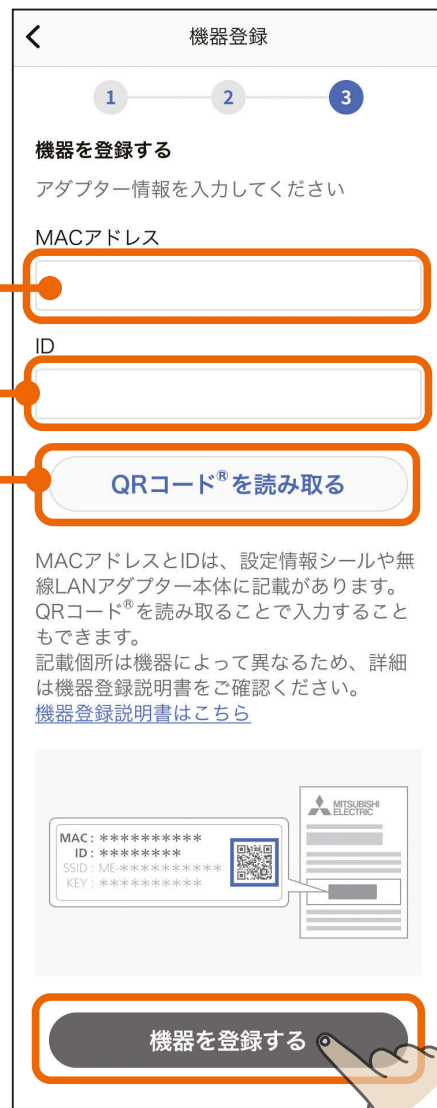 機器登録
1 2 3
機器を登録する
アダプター情報を入力してください
MACアドレス
ID
QRコード®を読み取る
MACアドレスとIDは、設定情報シールや無
線LANアダプター本体に記載があります。
QRコード®を読み取ることで入力すること
もできます。
記載個所は機器によって異なるため、詳細
は機器登録説明書をご確認ください。
機器登録説明書はこちら
MITSUBISHI
ELECTRIC
MAC : **********
ID : ********
SSID : ME-**********
KEY : **********
機器を登録する